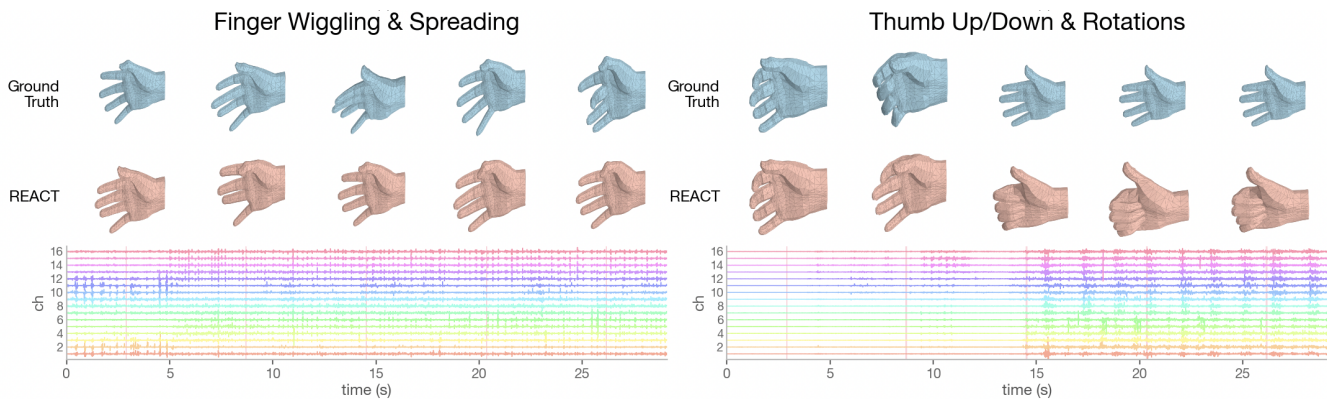 Finger Wiggling & Spreading
Ground
Truth
REACT
16
14
12
10
8
6
4
2
ch
0 5 10 15 20 25
time (s)
Thumb Up/Down & Rotations
Ground
Truth
REACT
16
14
12
10
8
6
4
2
ch
0 5 10 15 20 25
time (s)